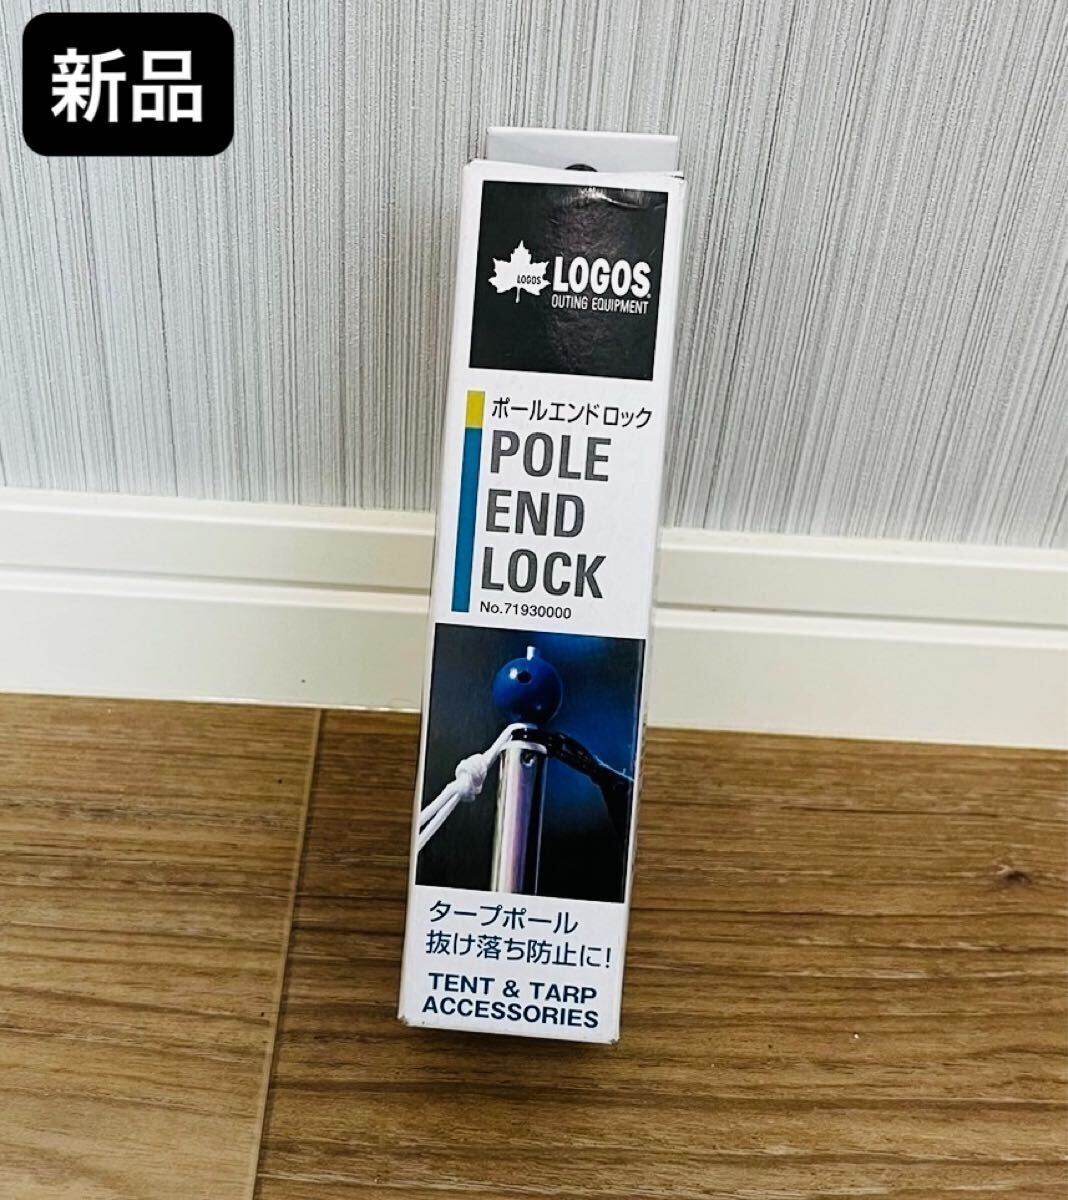 新品
LOGOS
LOGOS
OUTING EQUIPMENT
ポールエンドロック
POLE
END
LOCK
No.71930000
タープポール
抜け落ち防止に!
TENT & TARP
ACCESSORIES